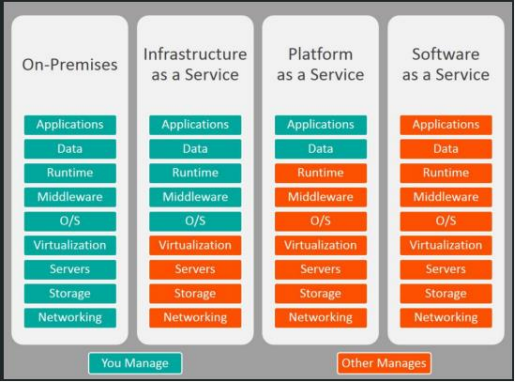 On-Premises
Applications
Data
Runtime
Middleware
O/S
Virtualization
Servers
Storage
Networking
Infrastructure
as a Service
Applications
Data
Runtime
Middleware
O/S
Virtualization
Servers
Storage
Networking
Platform
as a Service
Applications
Data
Runtime
Middleware
O/S
Virtualization
Servers
Storage
Networking
Software
as a Service
Applications
Data
Runtime
Middleware
O/S
Virtualization
Servers
Storage
Networking
You Manage
Other Manages